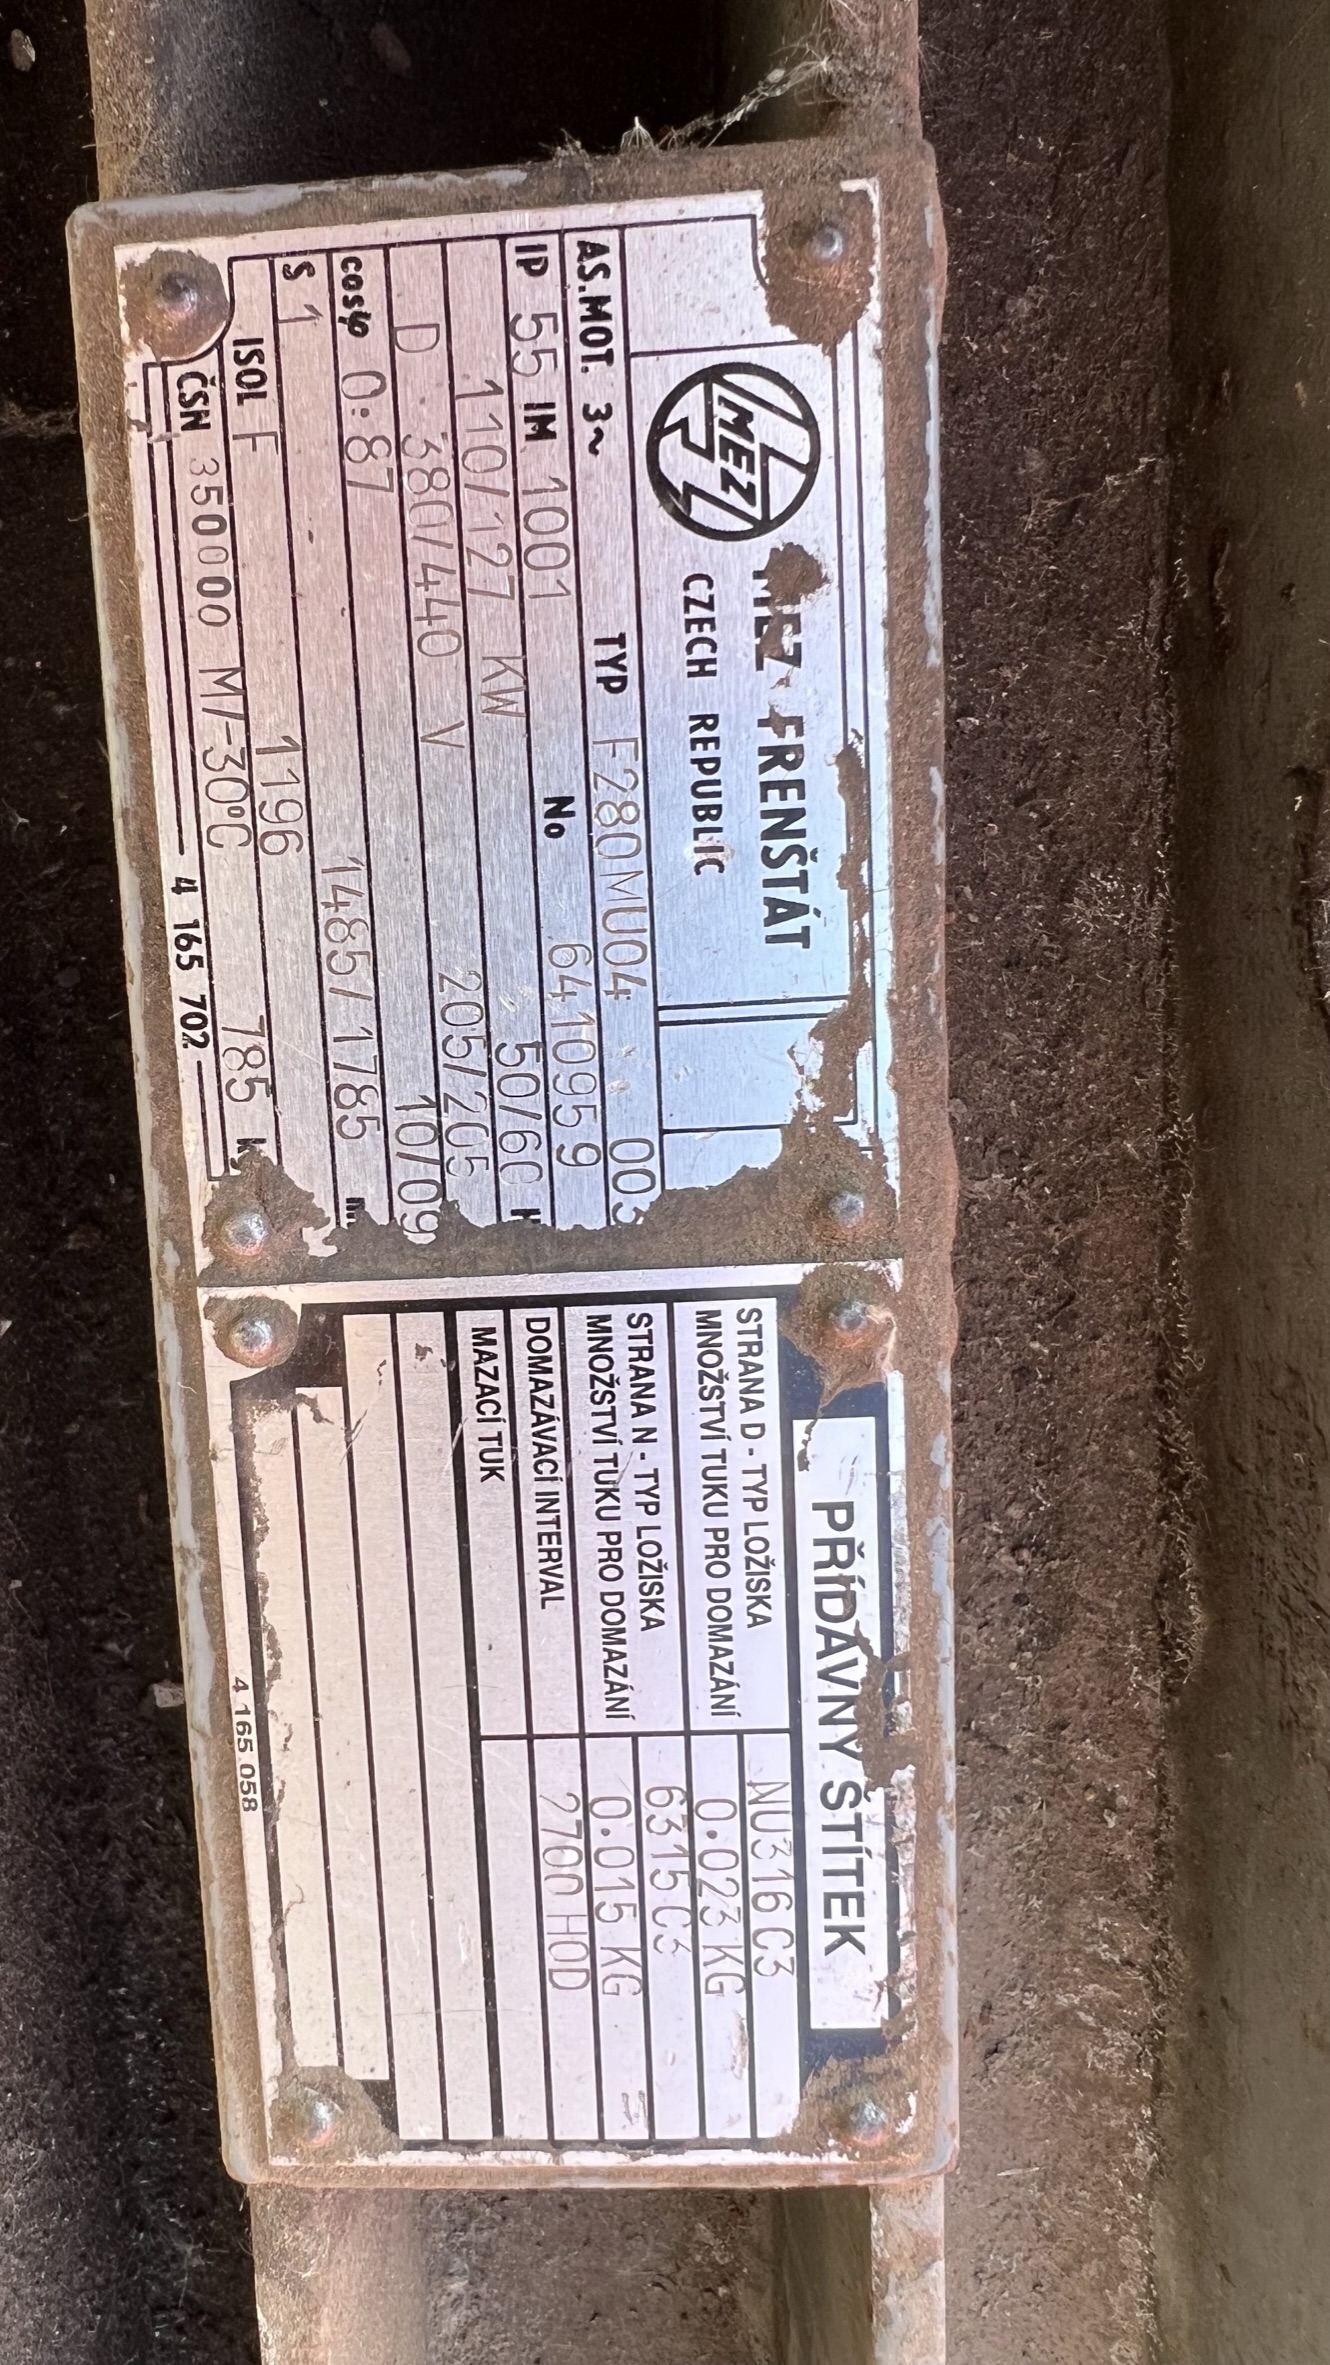 MEZ
MEZ FRENŠTÁT
CZECH REPUBLIC
AS.MOT. 3~ TYP F280MU04 003
IP 55 IM 1001 No 6410959
110/127 KW 50/60
D 380/440 V 205/205
cosφ 0.87 10/09
S 1 1485/1785
ISOL F 1196 785
ČSN 350000 M/-30°C
4 165 702
PŘÍDAVNÝ ŠTÍTEK
STRANA D - TYP LOŽISKA NU316 C3
MNOŽSTVÍ TUKU PRO DOMAZÁNÍ 0.023 KG
STRANA N - TYP LOŽISKA 6315 C3
MNOŽSTVÍ TUKU PRO DOMAZÁNÍ 0.015 KG
DOMAZÁVACÍ INTERVAL 2700 HOD
MAZACÍ TUK
4 165 058